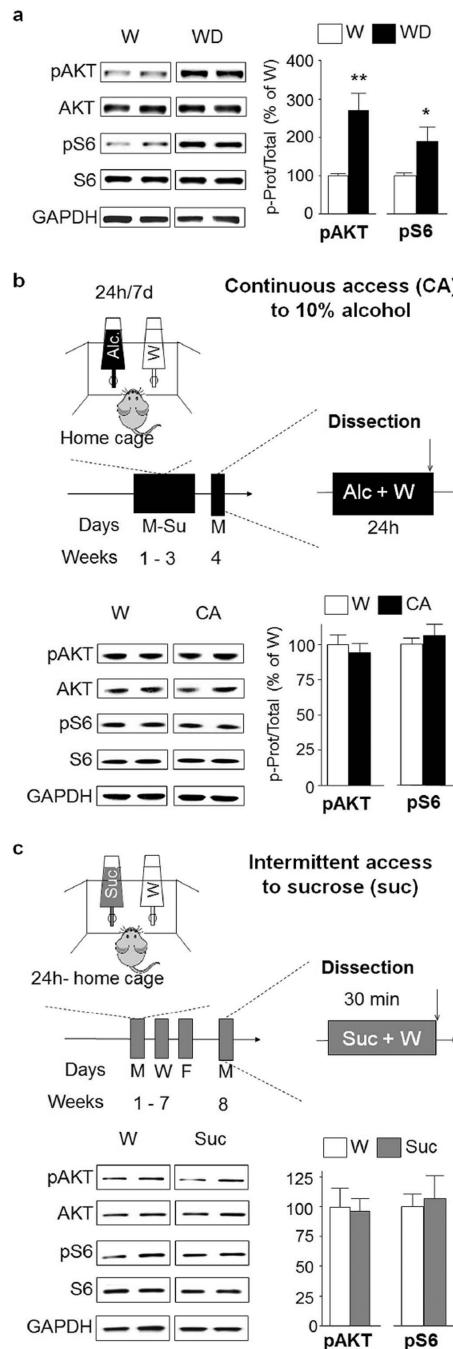 a
W WD
pAKT
AKT
pS6
S6
GAPDH
W WD
p-Prot/Total (% of W)
400
300
200
100
0
**
*
pAKT pS6
b
24h/7d
Continuous access (CA)
to 10% alcohol
Alc.
W
Home cage
Dissection
Alc + W
24h
Days M-Su M
Weeks 1 - 3 4
W CA
pAKT
AKT
pS6
S6
GAPDH
W CA
p-Prot/Total (% of W)
100
75
50
25
0
pAKT pS6
c
Intermittent access
to sucrose (suc)
Suc
W
24h- home cage
Dissection
30 min
Suc + W
Days M W F M
Weeks 1 - 7 8
W Suc
pAKT
AKT
pS6
S6
GAPDH
W Suc
125
100
75
50
25
0
pAKT pS6